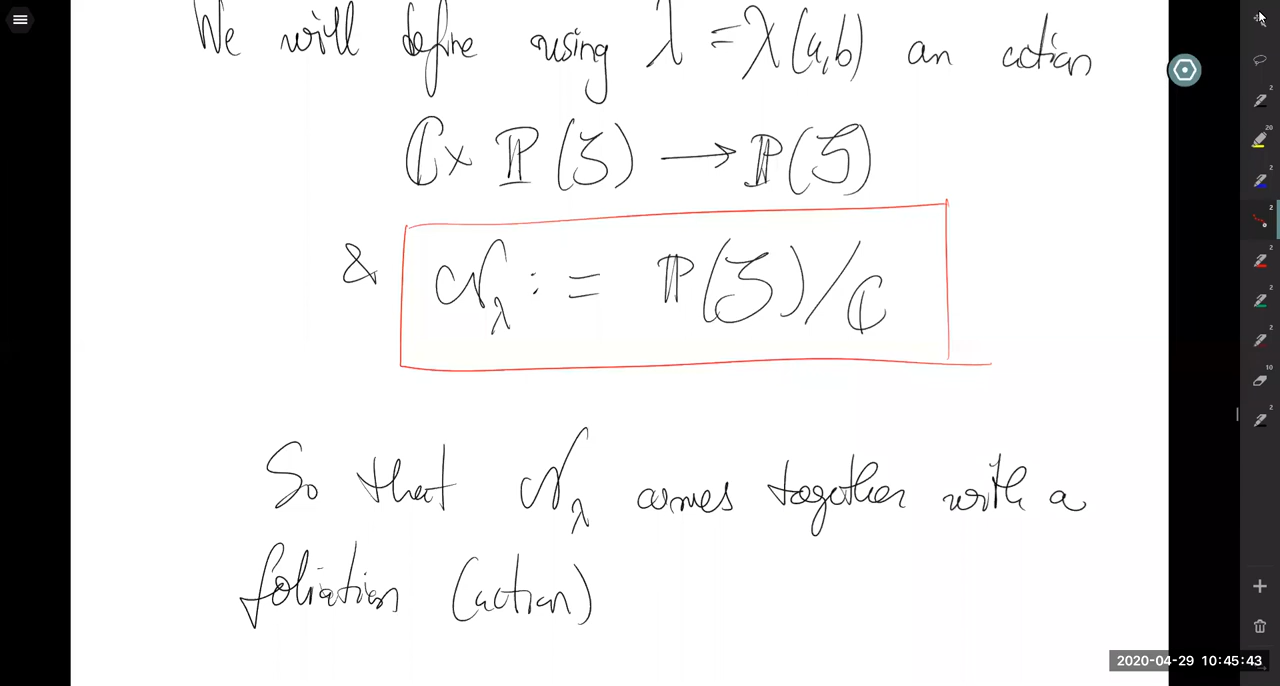 We will define using λ = λ(a,b) an action
ℂ × ℙ(ζ) → ℙ(ζ)
& 𝒩_λ := ℙ(ζ)/ℂ
So that 𝒩_λ comes together with a
foliation (action)
2020-04-29 10:45:43